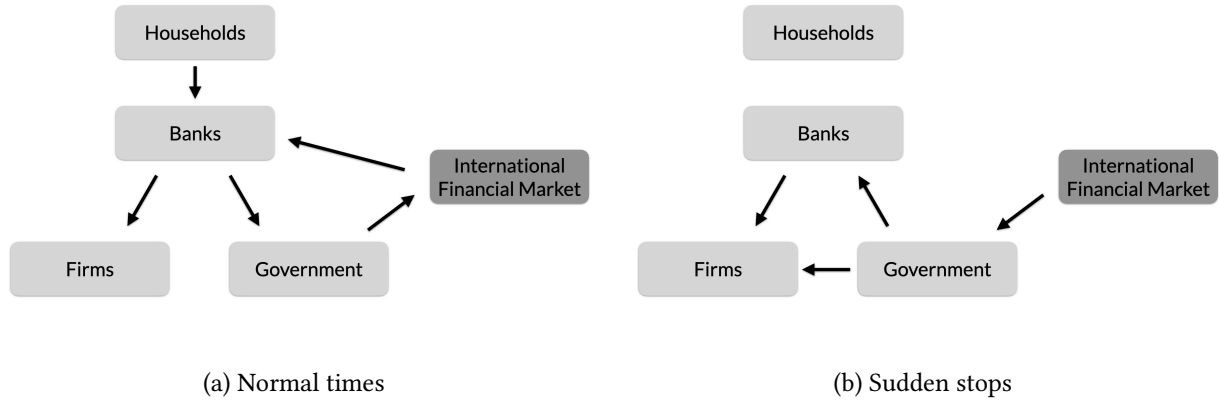 Households
Banks
International
Financial Market
Firms
Government
(a) Normal times
Households
Banks
International
Financial Market
Firms
Government
(b) Sudden stops